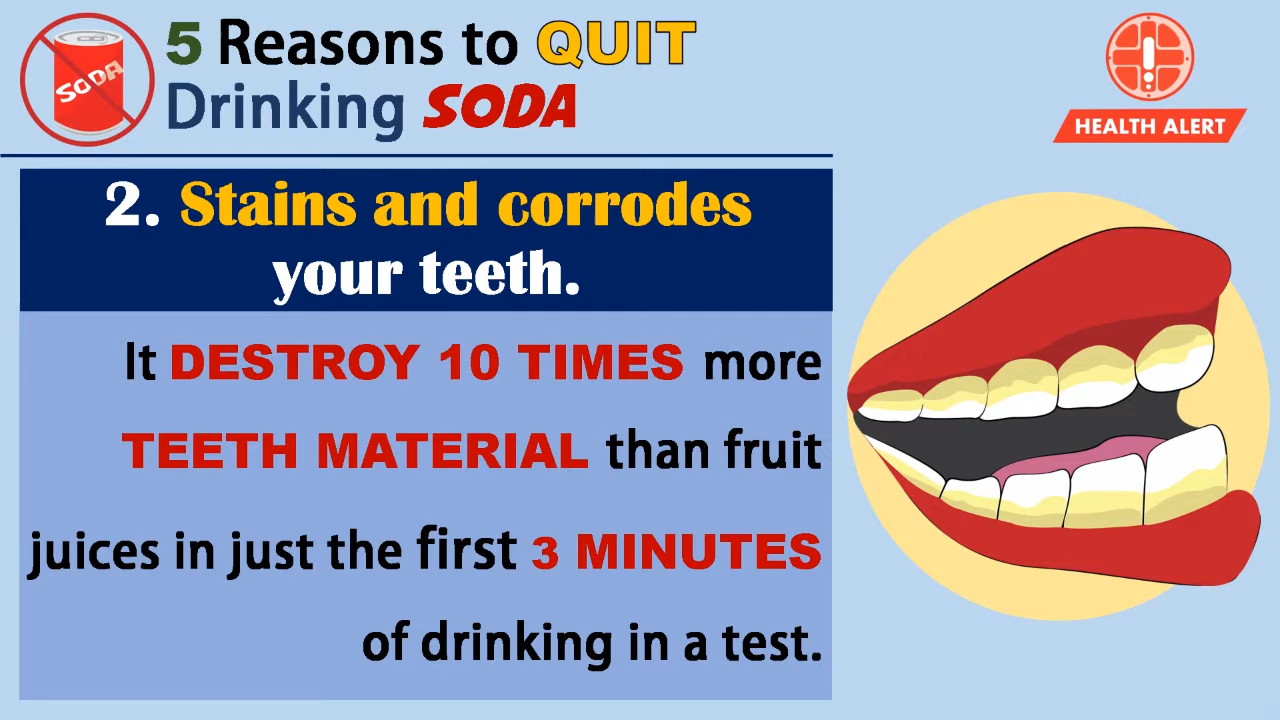 5 Reasons to QUIT
Drinking SODA
SODA
HEALTH ALERT
2. Stains and corrodes
your teeth.
It DESTROY 10 TIMES more
TEETH MATERIAL than fruit
juices in just the first 3 MINUTES
of drinking in a test.